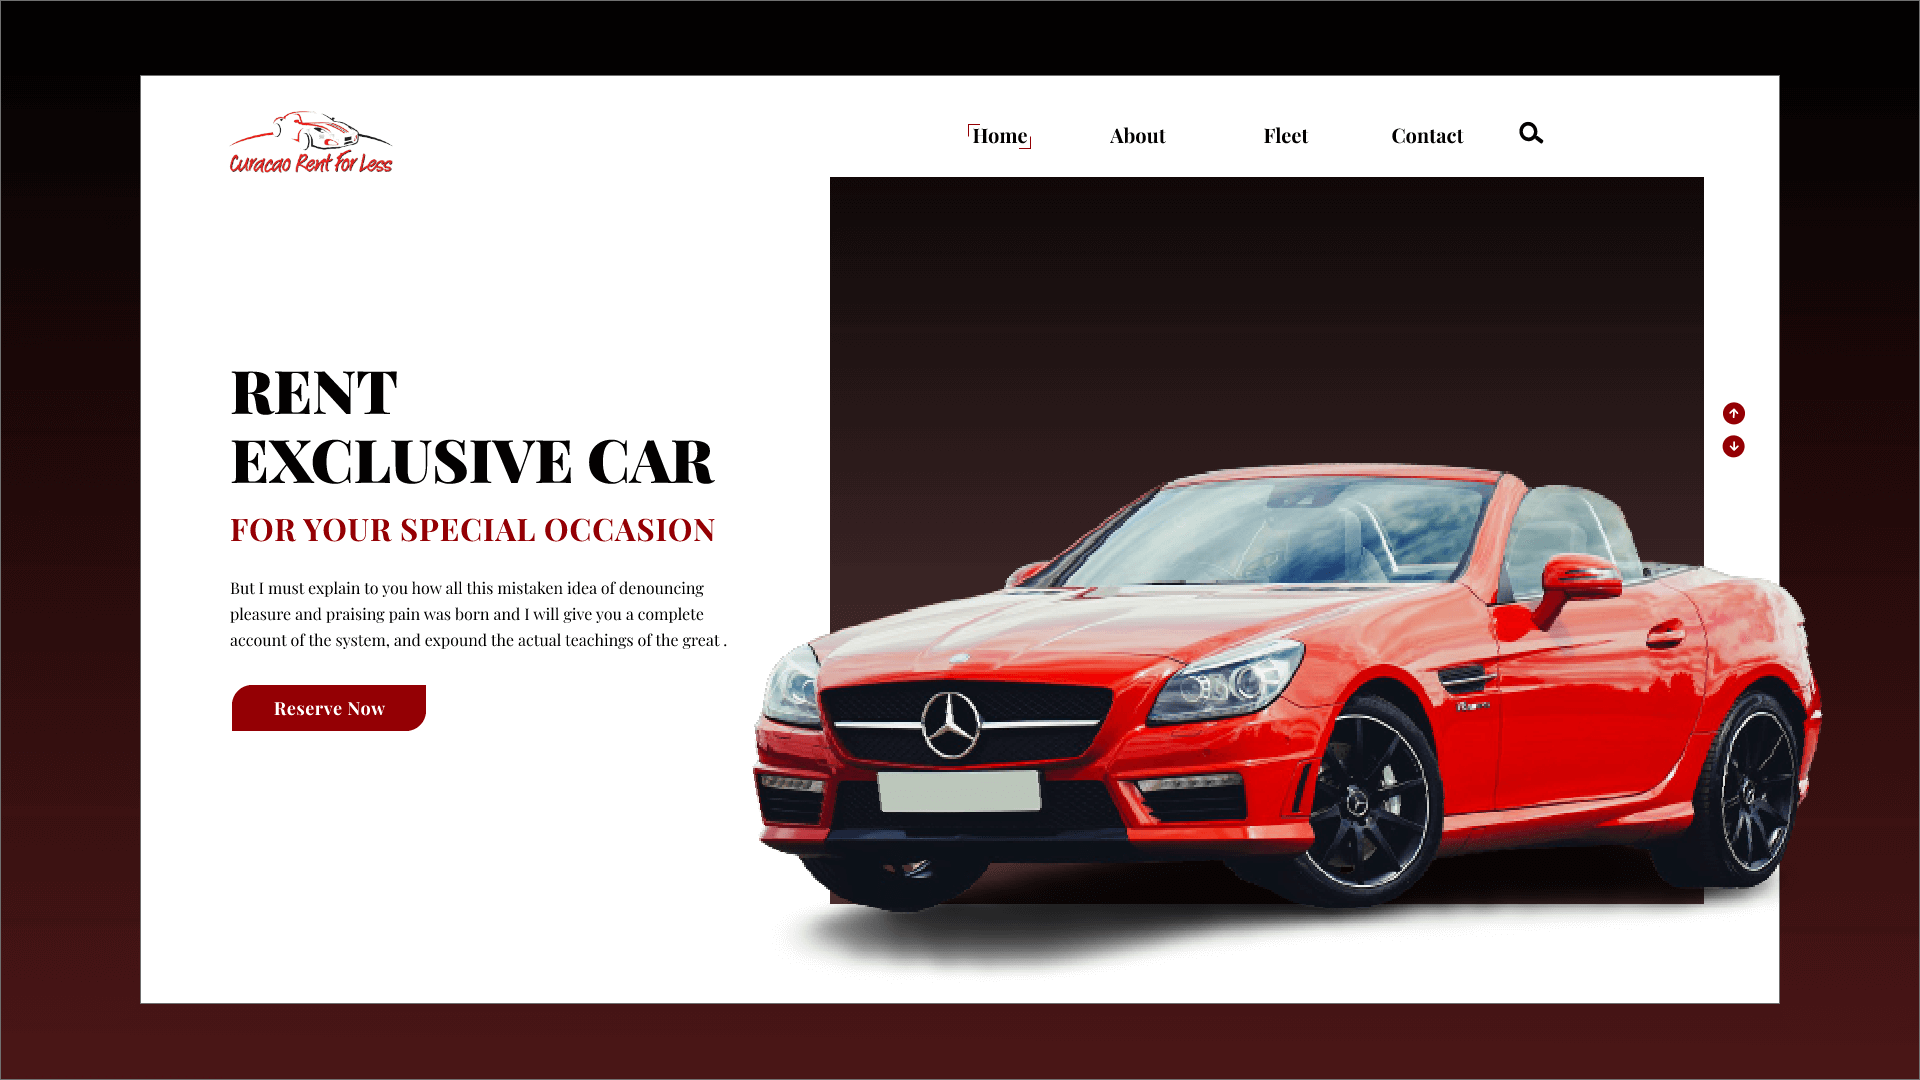 Curacao Rent For Less
Home About Fleet Contact
RENT
EXCLUSIVE CAR
FOR YOUR SPECIAL OCCASION
But I must explain to you how all this mistaken idea of denouncing
pleasure and praising pain was born and I will give you a complete
account of the system, and expound the actual teachings of the great .
Reserve Now